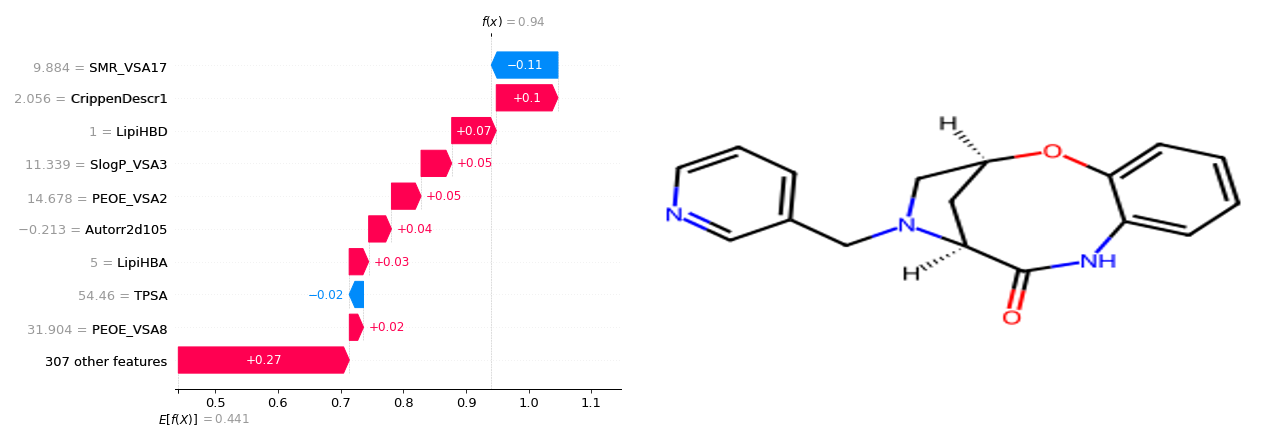 f(x) = 0.94
9.884 = SMR_VSA17
−0.11
2.056 = CrippenDescr1
+0.1
1 = LipiHBD
+0.07
11.339 = SlogP_VSA3
+0.05
14.678 = PEOE_VSA2
+0.05
−0.213 = Autorr2d105
+0.04
5 = LipiHBA
+0.03
54.46 = TPSA
−0.02
31.904 = PEOE_VSA8
+0.02
307 other features
+0.27
0.5 0.6 0.7 0.8 0.9 1.0 1.1
E[f(X)] = 0.441
H
O
N
N
H
NH
O